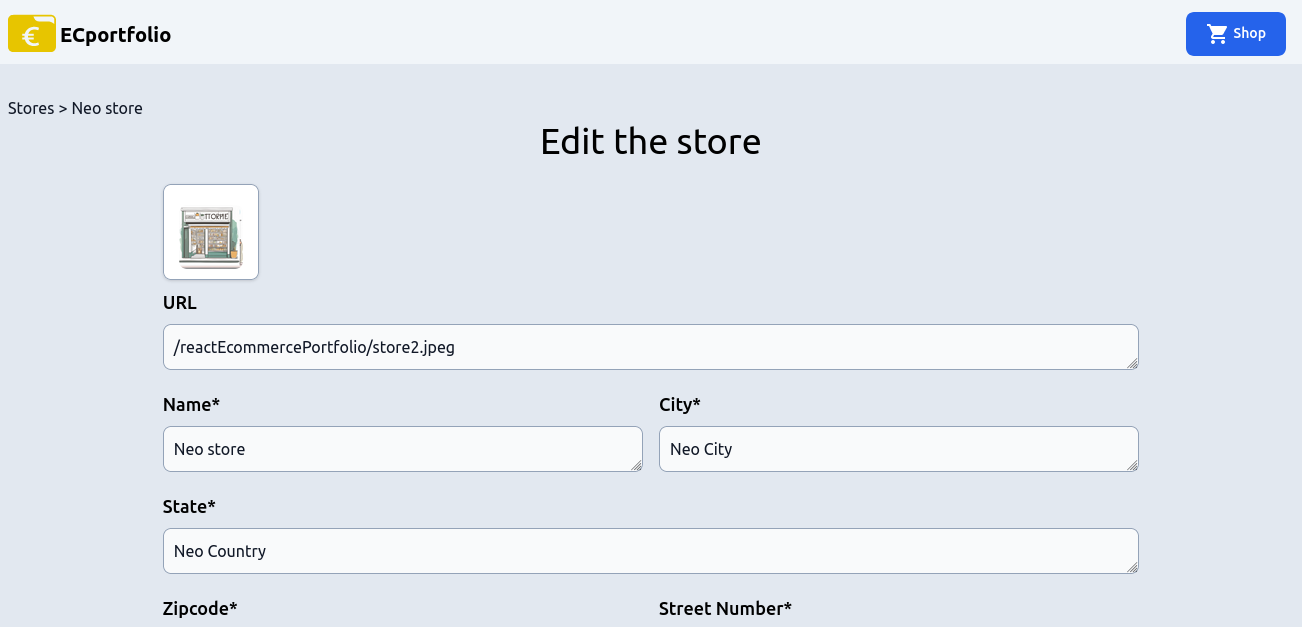 € ECportfolio
Shop
Stores > Neo store
Edit the store
URL
/reactEcommercePortfolio/store2.jpeg
Name*
City*
Neo store
Neo City
State*
Neo Country
Zipcode*
Street Number*